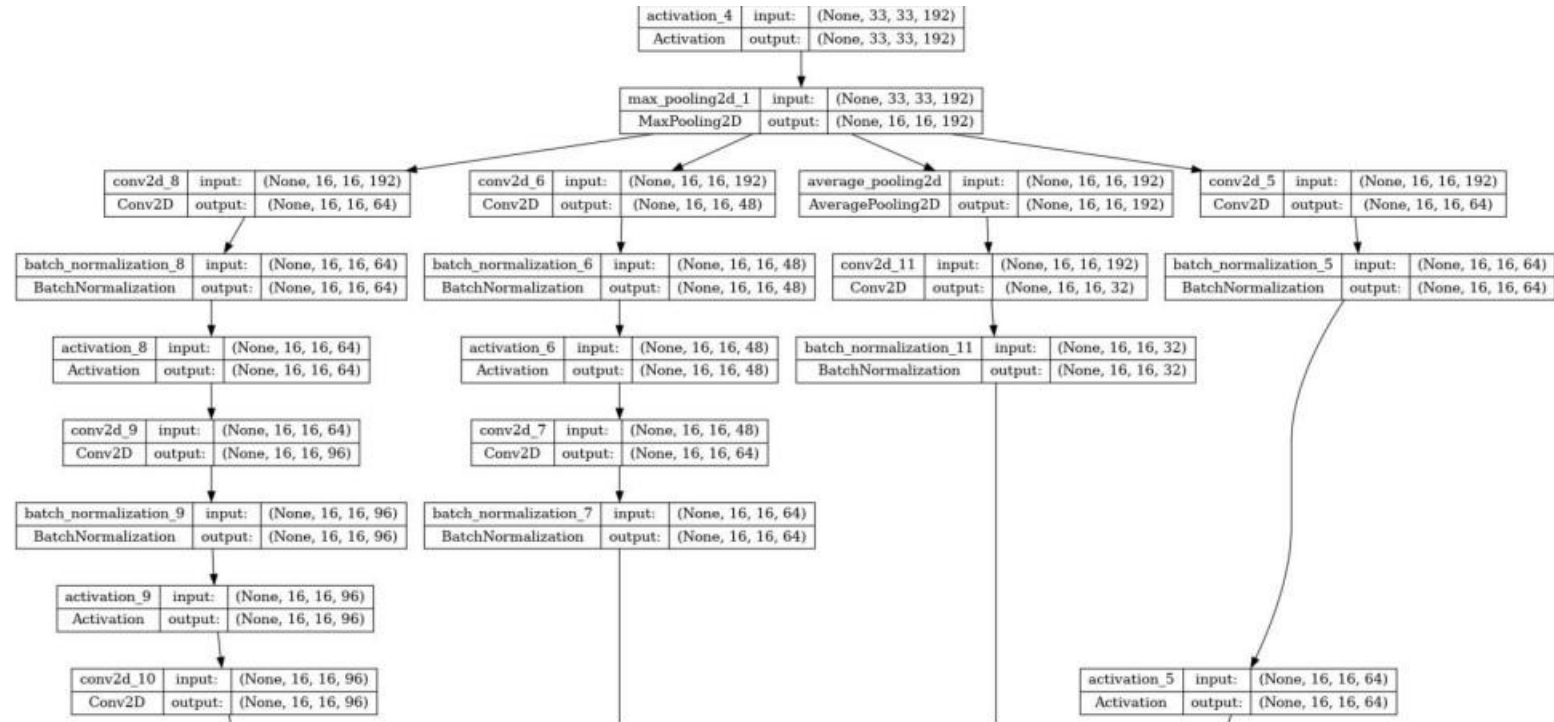 activation_4 input: (None, 33, 33, 192)
Activation output: (None, 33, 33, 192)
max_pooling2d_1 input: (None, 33, 33, 192)
MaxPooling2D output: (None, 16, 16, 192)
conv2d_8 input: (None, 16, 16, 192)
Conv2D output: (None, 16, 16, 64)
conv2d_6 input: (None, 16, 16, 192)
Conv2D output: (None, 16, 16, 48)
average_pooling2d input: (None, 16, 16, 192)
AveragePooling2D output: (None, 16, 16, 192)
conv2d_5 input: (None, 16, 16, 192)
Conv2D output: (None, 16, 16, 64)
batch_normalization_8 input: (None, 16, 16, 64)
BatchNormalization output: (None, 16, 16, 64)
batch_normalization_6 input: (None, 16, 16, 48)
BatchNormalization output: (None, 16, 16, 48)
conv2d_11 input: (None, 16, 16, 192)
Conv2D output: (None, 16, 16, 32)
batch_normalization_5 input: (None, 16, 16, 64)
BatchNormalization output: (None, 16, 16, 64)
activation_8 input: (None, 16, 16, 64)
Activation output: (None, 16, 16, 64)
activation_6 input: (None, 16, 16, 48)
Activation output: (None, 16, 16, 48)
batch_normalization_11 input: (None, 16, 16, 32)
BatchNormalization output: (None, 16, 16, 32)
conv2d_9 input: (None, 16, 16, 64)
Conv2D output: (None, 16, 16, 96)
conv2d_7 input: (None, 16, 16, 48)
Conv2D output: (None, 16, 16, 64)
batch_normalization_9 input: (None, 16, 16, 96)
BatchNormalization output: (None, 16, 16, 96)
batch_normalization_7 input: (None, 16, 16, 64)
BatchNormalization output: (None, 16, 16, 64)
activation_9 input: (None, 16, 16, 96)
Activation output: (None, 16, 16, 96)
conv2d_10 input: (None, 16, 16, 96)
Conv2D output: (None, 16, 16, 96)
activation_5 input: (None, 16, 16, 64)
Activation output: (None, 16, 16, 64)